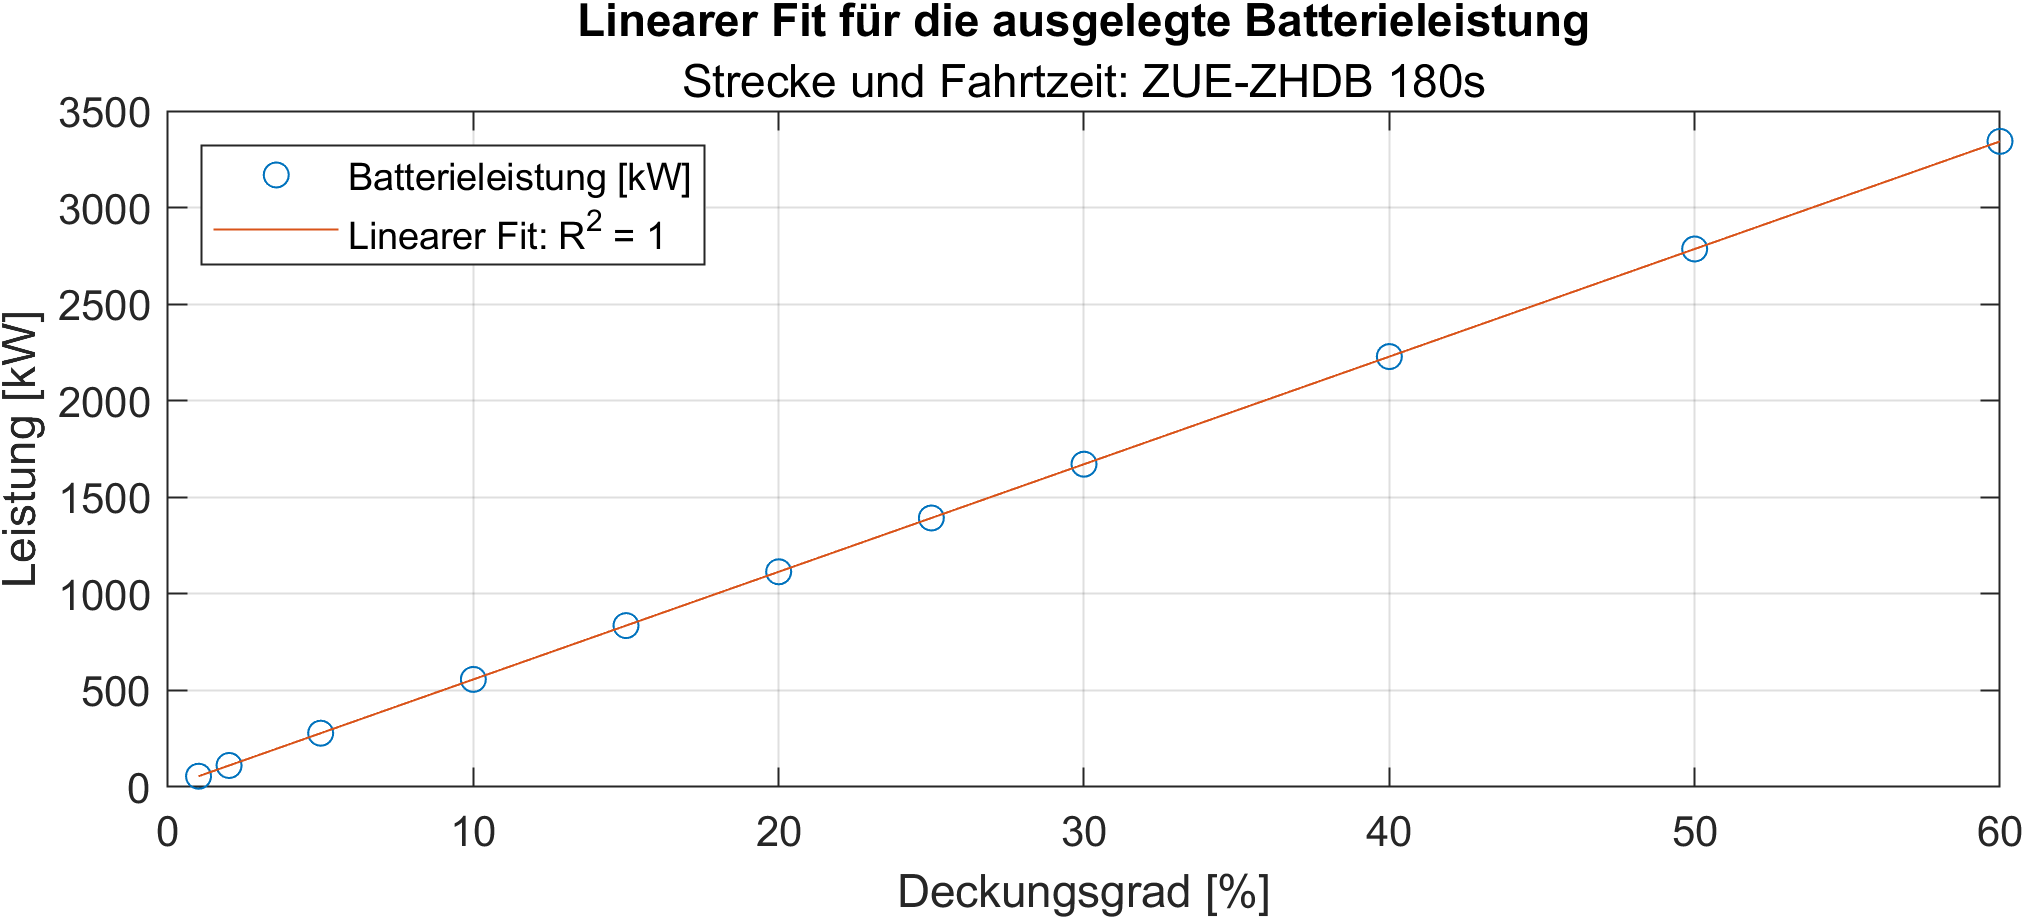 Linearer Fit für die ausgelegte Batterieleistung
Strecke und Fahrtzeit: ZUE-ZHDB 180s
3500
3000
2500
2000
1500
1000
500
0
Leistung [kW]
Batterieleistung [kW]
Linearer Fit: R² = 1
0 10 20 30 40 50 60
Deckungsgrad [%]